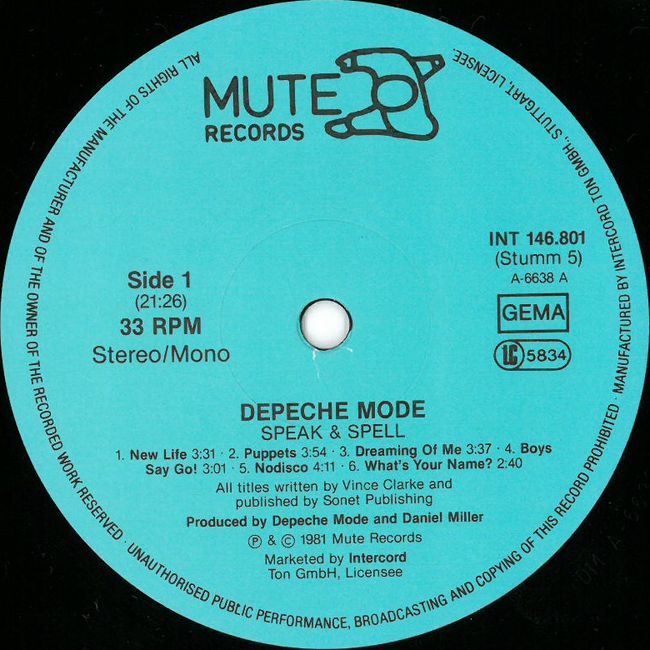 MUTE
RECORDS
INT 146.801
(Stumm 5)
A-6638 A
GEMA
LC 5834
Side 1
(21:26)
33 RPM
Stereo/Mono
DEPECHE MODE
SPEAK & SPELL
1. New Life 3:31 · 2. Puppets 3:54 · 3. Dreaming Of Me 3:37 · 4. Boys
Say Go! 3:01 · 5. Nodisco 4:11 · 6. What's Your Name? 2:40
All titles written by Vince Clarke and
published by Sonet Publishing
Produced by Depeche Mode and Daniel Miller
℗ & © 1981 Mute Records
Marketed by Intercord
Ton GmbH, Licensee
ALL RIGHTS OF THE MANUFACTURER AND OF THE OWNER OF THE RECORDED WORK RESERVED · UNAUTHORISED PUBLIC PERFORMANCE, BROADCASTING AND COPYING OF THIS RECORD PROHIBITED · MANUFACTURED BY INTERCORD TON GMBH., STUTTGART, LICENSEE.